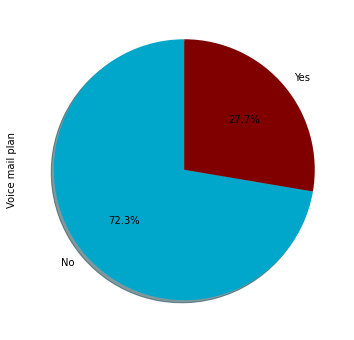 Yes
27.7%
Voice mail plan
72.3%
No